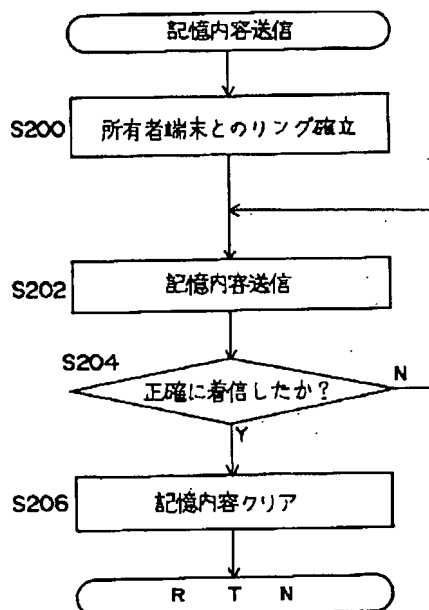 記憶内容送信
S200
所有者端末とのリング確立
S202
記憶内容送信
S204
正確に着信したか?
N
Y
S206
記憶内容クリア
R T N